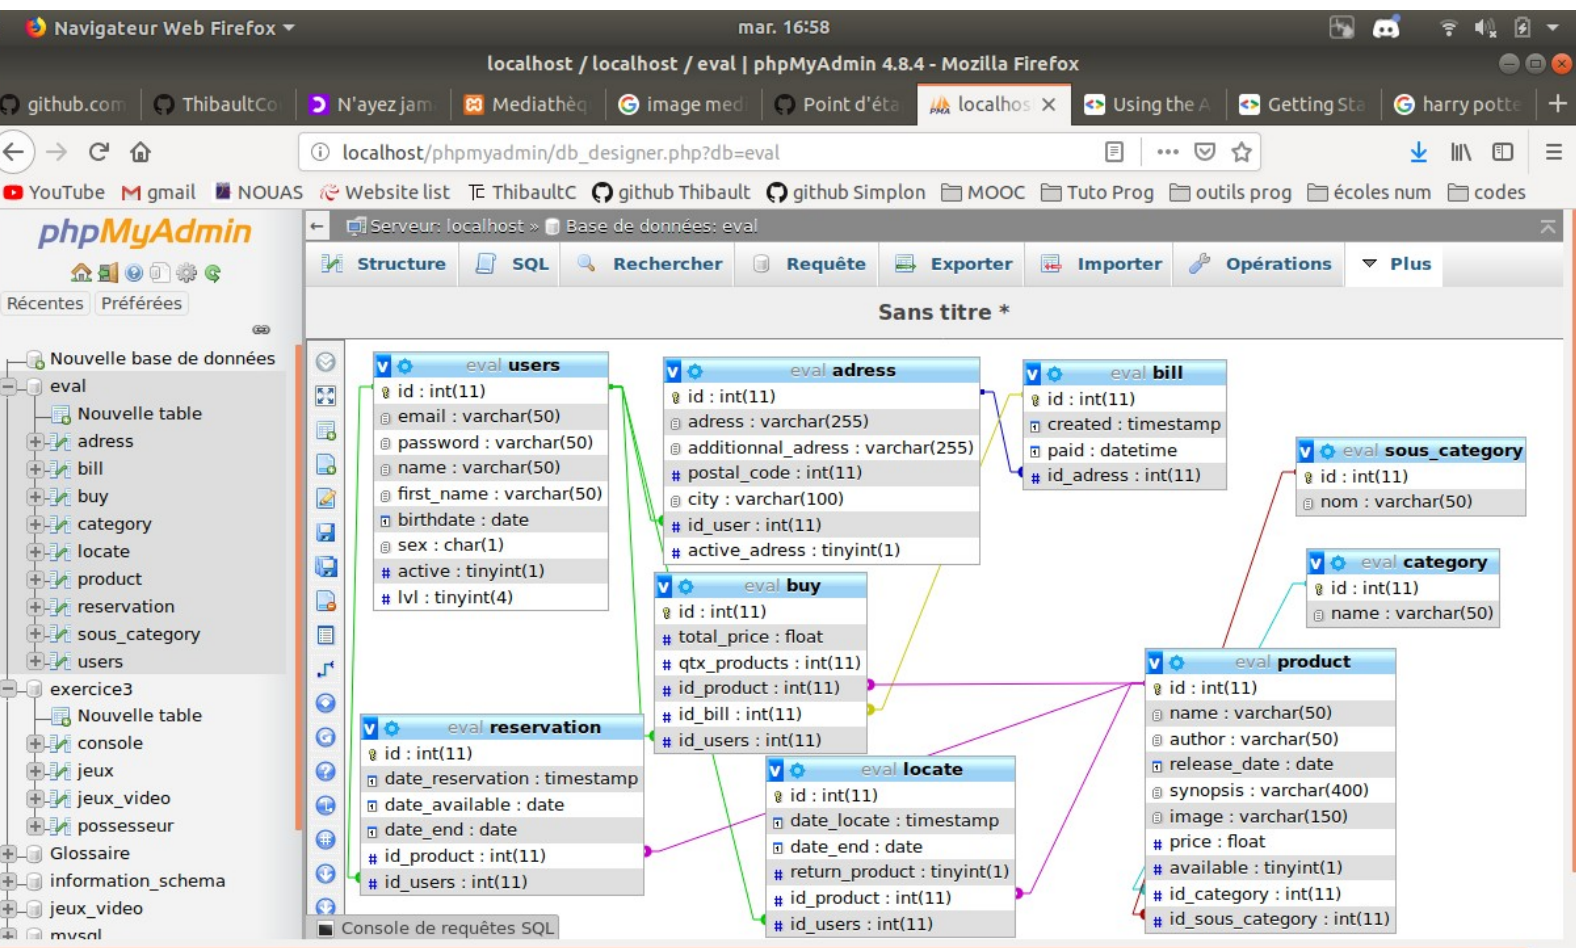 Navigateur Web Firefox
mar. 16:58
localhost / localhost / eval | phpMyAdmin 4.8.4 - Mozilla Firefox
github.com
ThibaultCo
N'ayez jam
Mediathèq
image med
Point d'éta
localhos
Using the A
Getting Sta
harry potte
localhost/phpmyadmin/db_designer.php?db=eval
YouTube
gmail
NOUAS
Website list
ThibaultC
github Thibault
github Simplon
MOOC
Tuto Prog
outils prog
écoles num
codes
phpMyAdmin
Récentes
Préférées
Nouvelle base de données
eval
Nouvelle table
adress
bill
buy
category
locate
product
reservation
sous_category
users
exercice3
Nouvelle table
console
jeux
jeux_video
possesseur
Glossaire
information_schema
jeux_video
mysql
Serveur: localhost » Base de données: eval
Structure
SQL
Rechercher
Requête
Exporter
Importer
Opérations
Plus
Sans titre *
eval users
id : int(11)
email : varchar(50)
password : varchar(50)
name : varchar(50)
first_name : varchar(50)
birthdate : date
sex : char(1)
active : tinyint(1)
lvl : tinyint(4)
eval adress
id : int(11)
adress : varchar(255)
additionnal_adress : varchar(255)
postal_code : int(11)
city : varchar(100)
id_user : int(11)
active_adress : tinyint(1)
eval bill
id : int(11)
created : timestamp
paid : datetime
id_adress : int(11)
eval sous_category
id : int(11)
nom : varchar(50)
eval category
id : int(11)
name : varchar(50)
eval buy
id : int(11)
total_price : float
qtx_products : int(11)
id_product : int(11)
id_bill : int(11)
id_users : int(11)
eval product
id : int(11)
name : varchar(50)
author : varchar(50)
release_date : date
synopsis : varchar(400)
image : varchar(150)
price : float
available : tinyint(1)
id_category : int(11)
id_sous_category : int(11)
eval reservation
id : int(11)
date_reservation : timestamp
date_available : date
date_end : date
id_product : int(11)
id_users : int(11)
eval locate
id : int(11)
date_locate : timestamp
date_end : date
return_product : tinyint(1)
id_product : int(11)
id_users : int(11)
Console de requêtes SQL